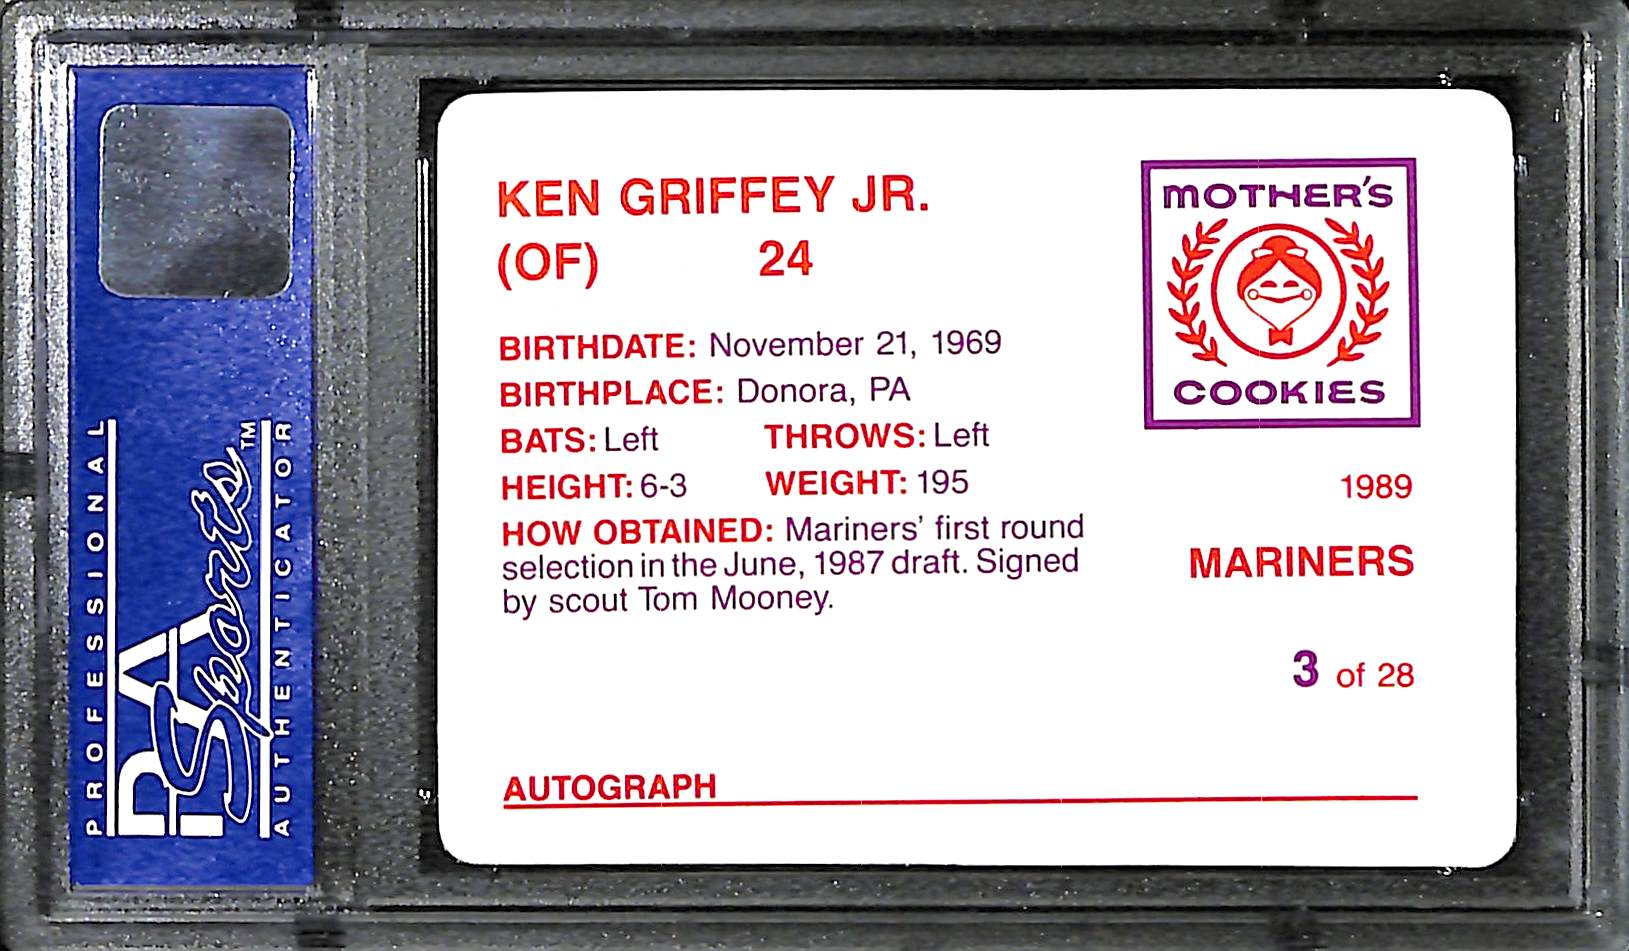 PROFESSIONAL
PSA
Sports™
AUTHENTICATOR
KEN GRIFFEY JR.
(OF) 24
BIRTHDATE: November 21, 1969
BIRTHPLACE: Donora, PA
BATS: Left THROWS: Left
HEIGHT: 6-3 WEIGHT: 195
HOW OBTAINED: Mariners' first round
selection in the June, 1987 draft. Signed
by scout Tom Mooney.
AUTOGRAPH
MOTHER'S
COOKIES
1989
MARINERS
3 of 28